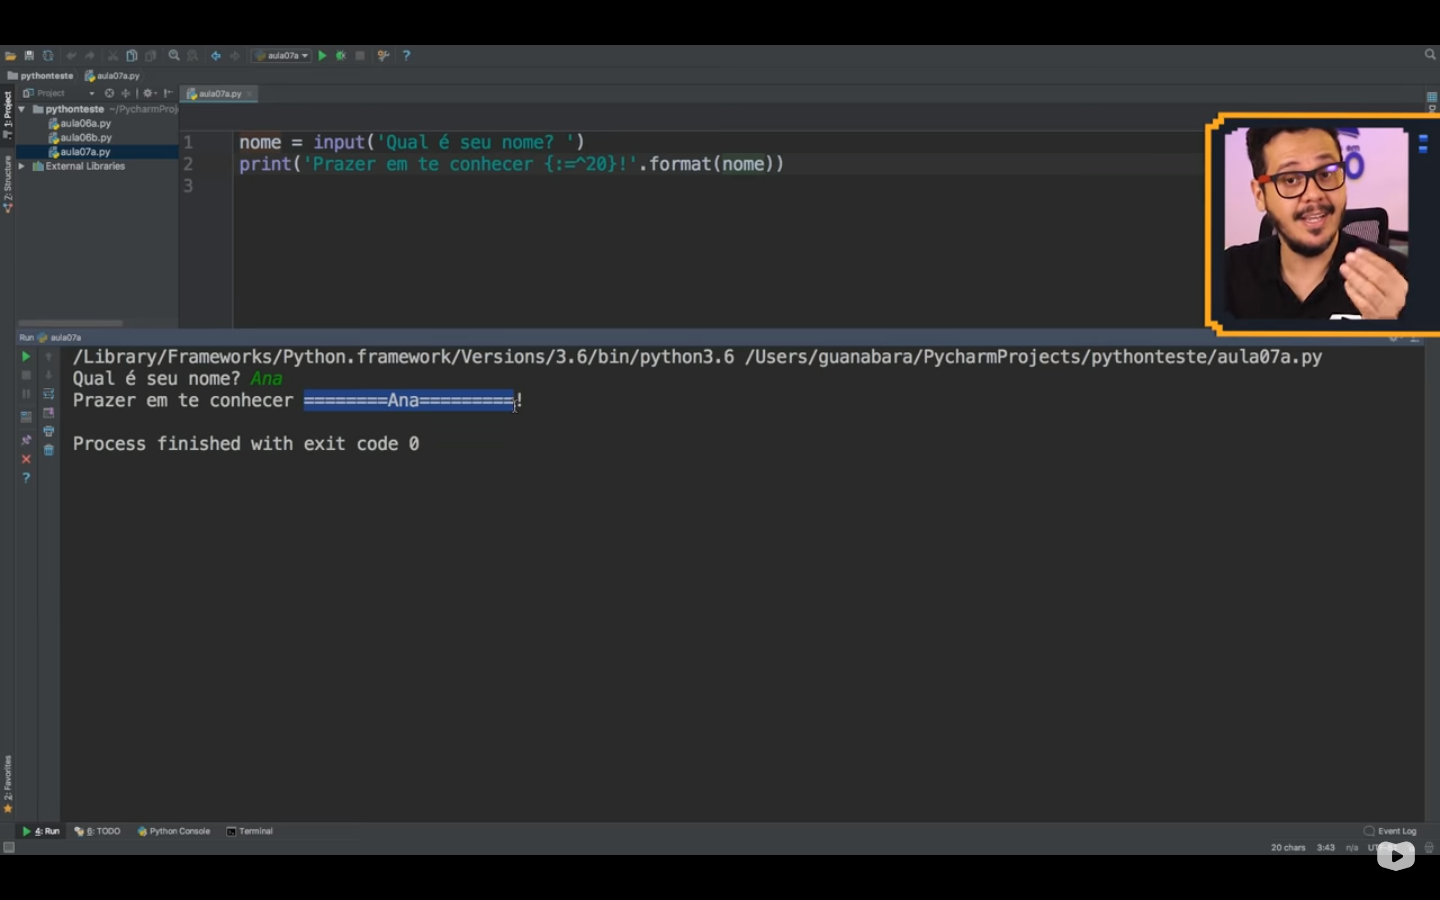 aula07a
pythonteste
aula07a.py
Project
aula07a.py
1: Project
pythonteste ~/PycharmProj
aula06a.py
aula06b.py
aula07a.py
External Libraries
Z: Structure
1 nome = input('Qual é seu nome? ')
2 print('Prazer em te conhecer {:=^20}!'.format(nome))
3
em
Run aula07a
/Library/Frameworks/Python.framework/Versions/3.6/bin/python3.6 /Users/guanabara/PycharmProjects/pythonteste/aula07a.py
Qual é seu nome? Ana
Prazer em te conhecer ========Ana=========!
Process finished with exit code 0
2: Favorites
4: Run
6: TODO
Python Console
Terminal
Event Log
20 chars
3:43
n/a